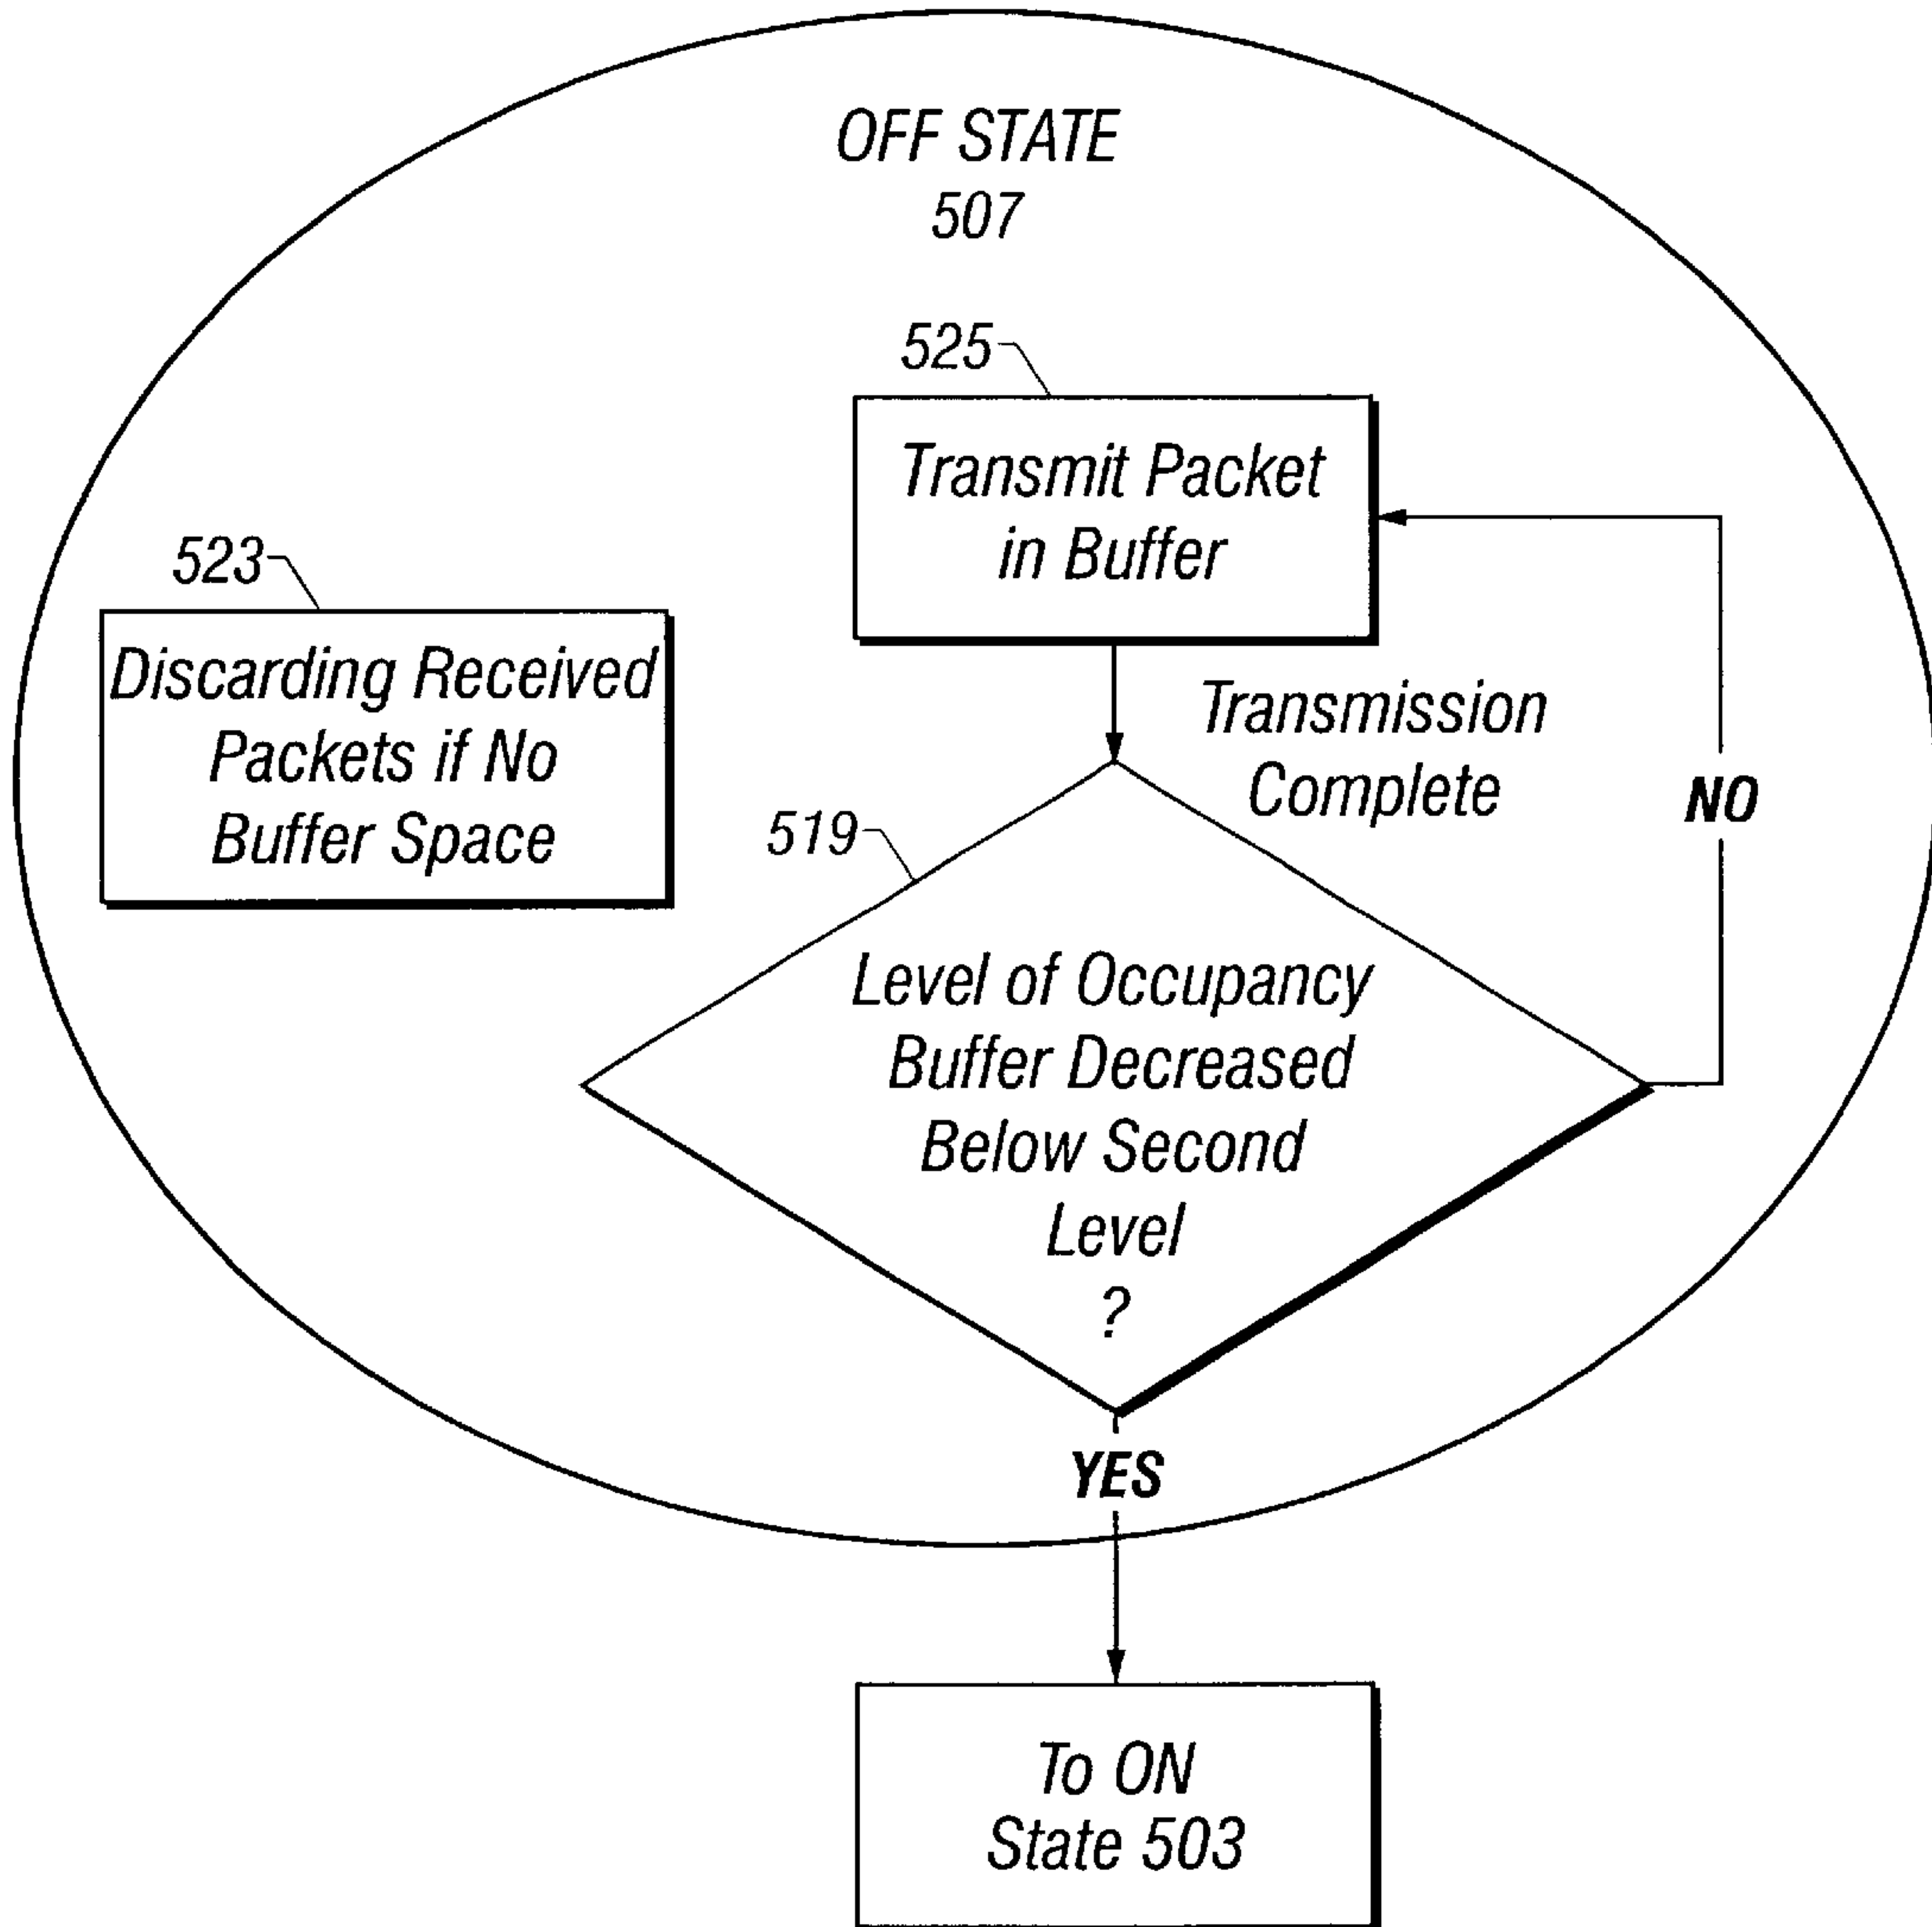 OFF STATE
507
525
Transmit Packet
in Buffer
523
Discarding Received
Packets if No
Buffer Space
Transmission
Complete
NO
519
Level of Occupancy
Buffer Decreased
Below Second
Level
?
YES
To ON
State 503